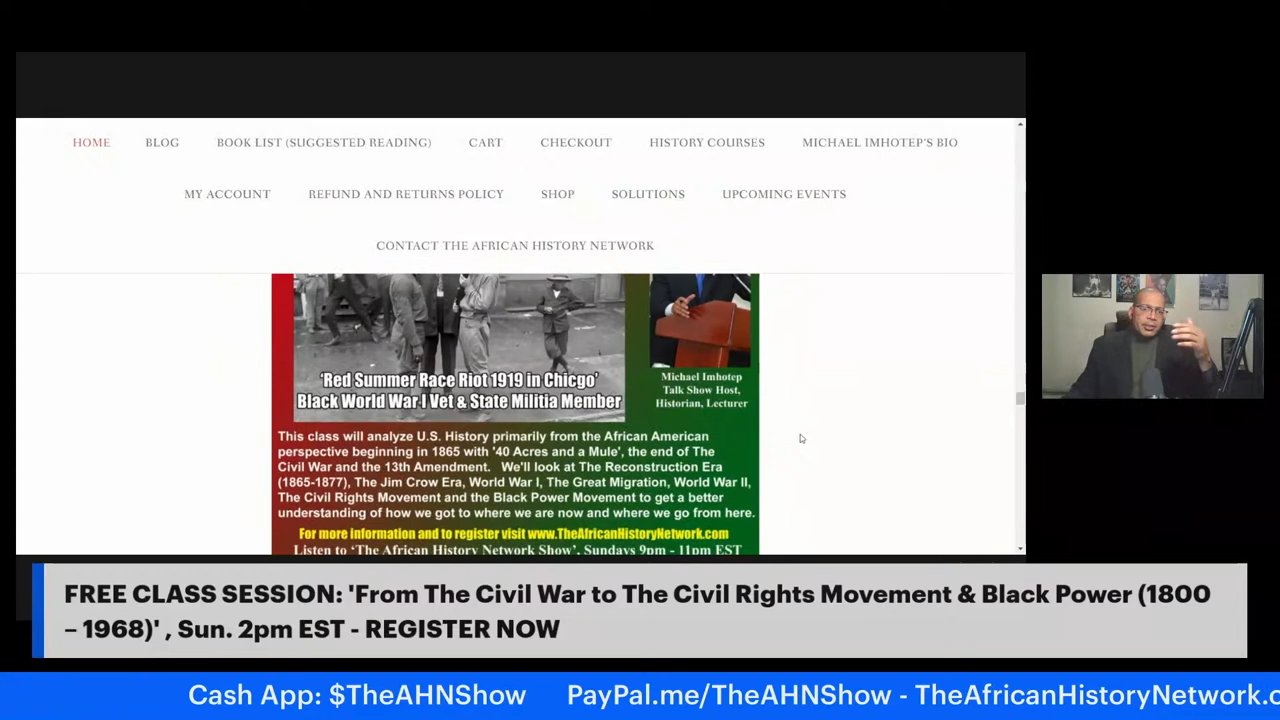 HOME BLOG BOOK LIST (SUGGESTED READING) CART CHECKOUT HISTORY COURSES MICHAEL IMHOTEP'S BIO
MY ACCOUNT REFUND AND RETURNS POLICY SHOP SOLUTIONS UPCOMING EVENTS
CONTACT THE AFRICAN HISTORY NETWORK
'Red Summer Race Riot 1919 in Chicgo'
Black World War I Vet & State Militia Member
Michael Imhotep
Talk Show Host,
Historian, Lecturer
This class will analyze U.S. History primarily from the African American
perspective beginning in 1865 with '40 Acres and a Mule', the end of The
Civil War and the 13th Amendment. We'll look at The Reconstruction Era
(1865-1877), The Jim Crow Era, World War I, The Great Migration, World War II,
The Civil Rights Movement and the Black Power Movement to get a better
understanding of how we got to where we are now and where we go from here.
For more information and to register visit www.TheAfricanHistoryNetwork.com
Listen to 'The African History Network Show', Sundays 9pm - 11pm EST
FREE CLASS SESSION: 'From The Civil War to The Civil Rights Movement & Black Power (1800
– 1968)' , Sun. 2pm EST - REGISTER NOW
Cash App: $TheAHNShow PayPal.me/TheAHNShow - TheAfricanHistoryNetwork.c